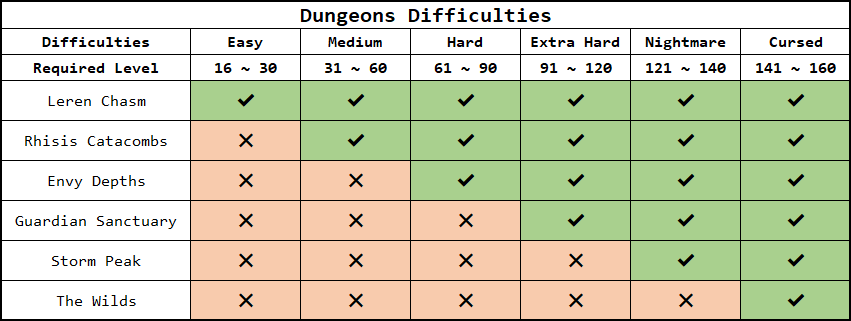 Dungeons Difficulties
Difficulties Easy Medium Hard Extra Hard Nightmare Cursed
Required Level 16 ~ 30 31 ~ 60 61 ~ 90 91 ~ 120 121 ~ 140 141 ~ 160
Leren Chasm ✓ ✓ ✓ ✓ ✓ ✓
Rhisis Catacombs ✕ ✓ ✓ ✓ ✓ ✓
Envy Depths ✕ ✕ ✓ ✓ ✓ ✓
Guardian Sanctuary ✕ ✕ ✕ ✓ ✓ ✓
Storm Peak ✕ ✕ ✕ ✕ ✓ ✓
The Wilds ✕ ✕ ✕ ✕ ✕ ✓